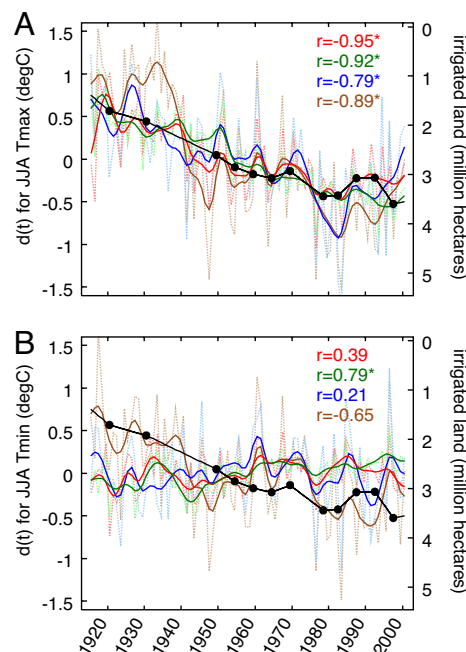 A
d(t) for JJA Tmax (degC)
1.5
1
0.5
0
-0.5
-1
-1.5
r=-0.95*
r=-0.92*
r=-0.79*
r=-0.89*
0
1
2
3
4
5
irrigated land (million hectares)
B
d(t) for JJA Tmin (degC)
1.5
1
0.5
0
-0.5
-1
-1.5
r=0.39
r=0.79*
r=0.21
r=-0.65
0
1
2
3
4
5
irrigated land (million hectares)
1920 1930 1940 1950 1960 1970 1980 1990 2000